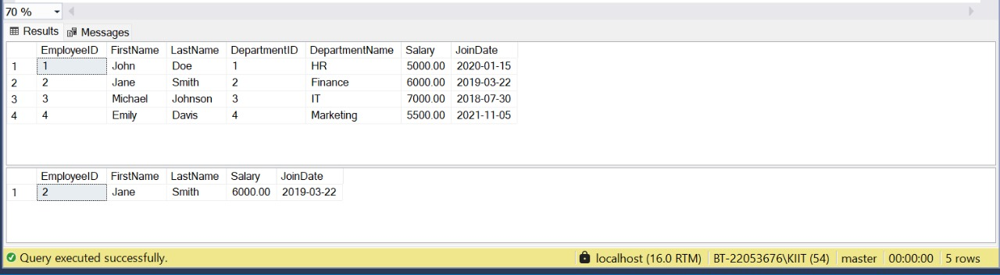 70 %
Results Messages
EmployeeID FirstName LastName DepartmentID DepartmentName Salary JoinDate
1 1 John Doe 1 HR 5000.00 2020-01-15
2 2 Jane Smith 2 Finance 6000.00 2019-03-22
3 3 Michael Johnson 3 IT 7000.00 2018-07-30
4 4 Emily Davis 4 Marketing 5500.00 2021-11-05
EmployeeID FirstName LastName Salary JoinDate
1 2 Jane Smith 6000.00 2019-03-22
Query executed successfully. localhost (16.0 RTM) BT-22053676\KIIT (54) master 00:00:00 5 rows